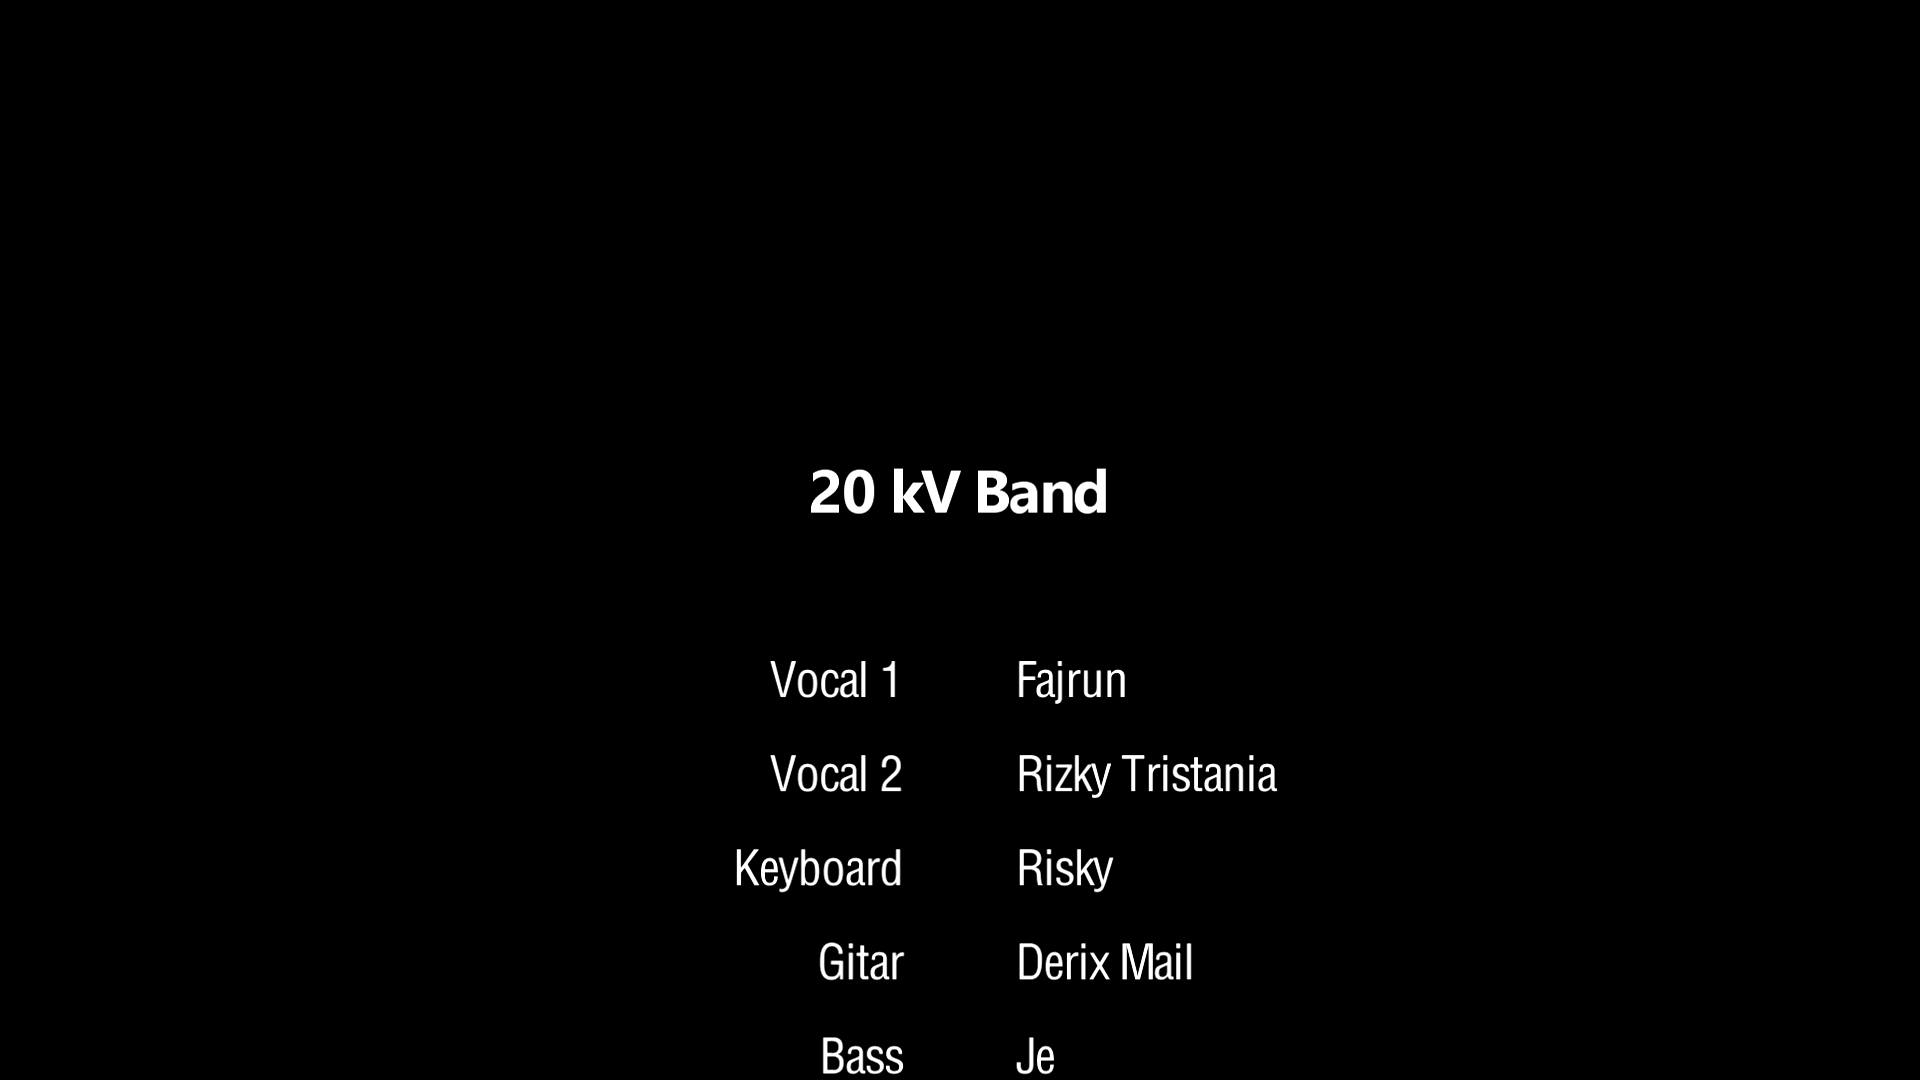 20 kV Band
Vocal 1 Fajrun
Vocal 2 Rizky Tristania
Keyboard Risky
Gitar Derix Mail
Bass Je